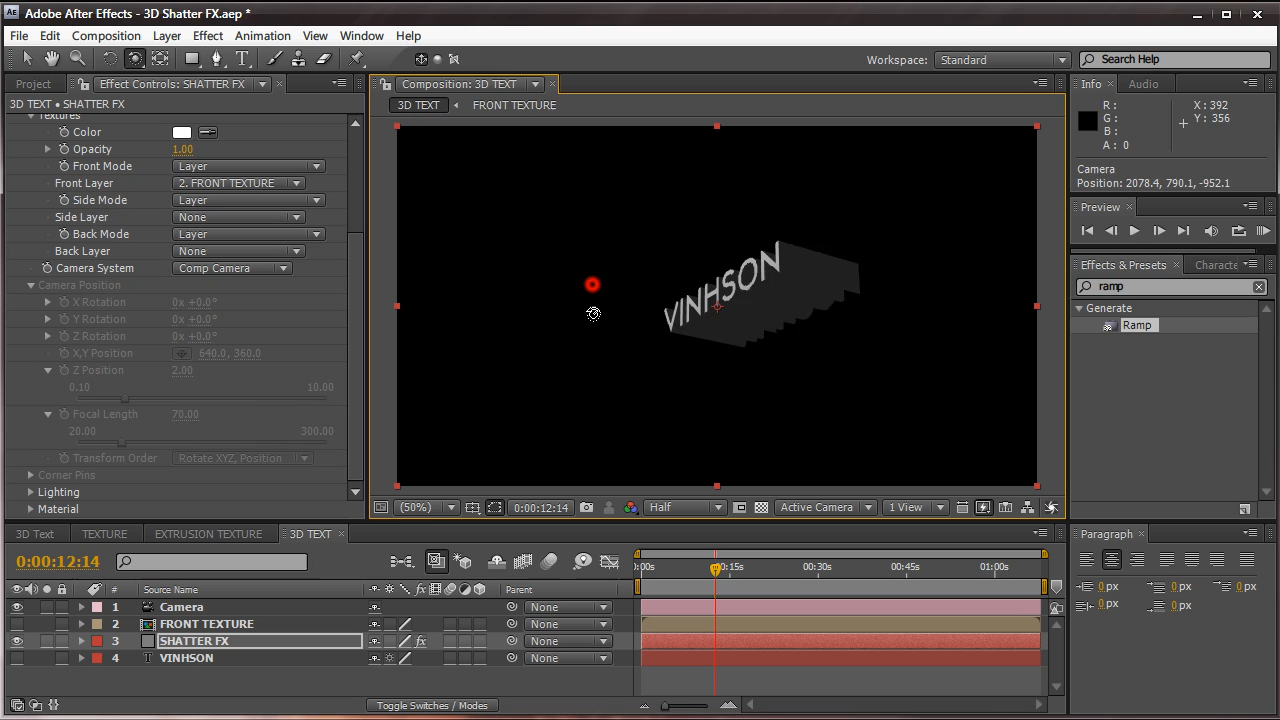 Adobe After Effects - 3D Shatter FX.aep *
File Edit Composition Layer Effect Animation View Window Help
Workspace: Standard Search Help
Project Effect Controls: SHATTER FX
3D TEXT • SHATTER FX
Textures
Color
Opacity 1.00
Front Mode Layer
Front Layer 2. FRONT TEXTURE
Side Mode Layer
Side Layer None
Back Mode Layer
Back Layer None
Camera System Comp Camera
Camera Position
X Rotation 0x +0.0°
Y Rotation 0x +0.0°
Z Rotation 0x +0.0°
X,Y Position 640.0, 360.0
Z Position 2.00
0.10 10.00
Focal Length 70.00
20.00 300.00
Transform Order Rotate XYZ, Position
Corner Pins
Lighting
Material
Composition: 3D TEXT
3D TEXT FRONT TEXTURE
VINHSON
(50%) 0:00:12:14 Half Active Camera 1 View
Info Audio
R :
G :
B :
A : 0
X : 392
Y : 356
Camera
Position: 2078.4, 790.1, -952.1
Preview
Effects & Presets Characte
ramp
Generate
Ramp
3D Text TEXTURE EXTRUSION TEXTURE 3D TEXT
0:00:12:14
# Source Name fx Parent
1 Camera None
2 FRONT TEXTURE None
3 SHATTER FX fx None
4 T VINHSON None
Toggle Switches / Modes
):00s 00:15s 00:30s 00:45s 01:00s
Paragraph
0 px 0 px 0 px
0 px 0 px